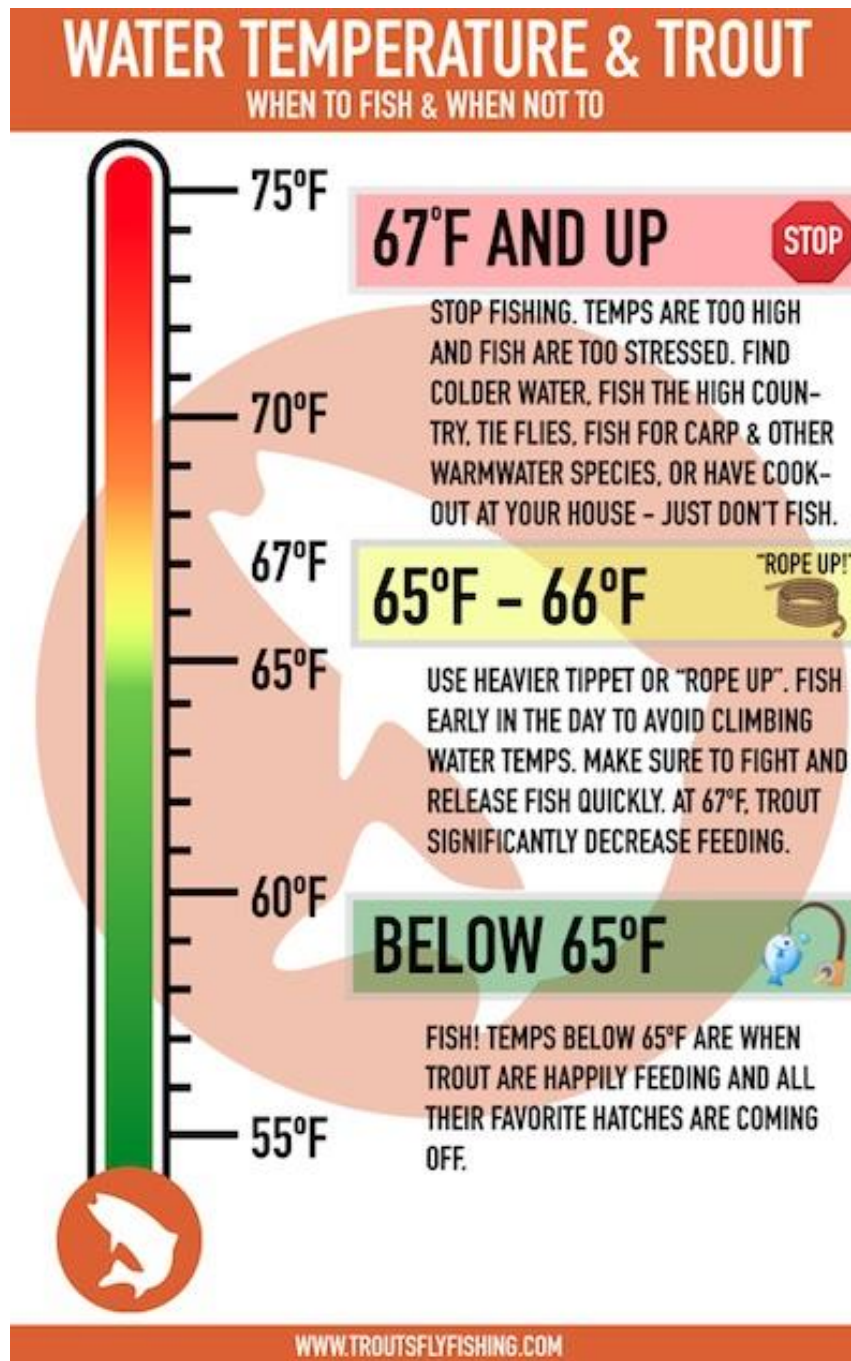 WATER TEMPERATURE & TROUT
WHEN TO FISH & WHEN NOT TO
75ºF
67°F AND UP
STOP
STOP FISHING. TEMPS ARE TOO HIGH
AND FISH ARE TOO STRESSED. FIND
COLDER WATER, FISH THE HIGH COUN-
TRY, TIE FLIES, FISH FOR CARP & OTHER
WARMWATER SPECIES, OR HAVE COOK-
OUT AT YOUR HOUSE - JUST DON'T FISH.
70ºF
67ºF
65ºF - 66ºF
"ROPE UP!"
65ºF
USE HEAVIER TIPPET OR "ROPE UP". FISH
EARLY IN THE DAY TO AVOID CLIMBING
WATER TEMPS. MAKE SURE TO FIGHT AND
RELEASE FISH QUICKLY. AT 67ºF, TROUT
SIGNIFICANTLY DECREASE FEEDING.
60ºF
BELOW 65ºF
FISH! TEMPS BELOW 65ºF ARE WHEN
TROUT ARE HAPPILY FEEDING AND ALL
THEIR FAVORITE HATCHES ARE COMING
OFF.
55ºF
WWW.TROUTSFLYFISHING.COM